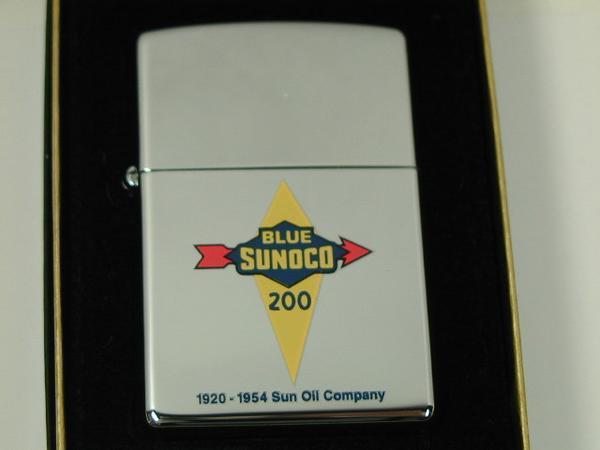 BLUE
SUNOCO
200
1920 - 1954 Sun Oil Company